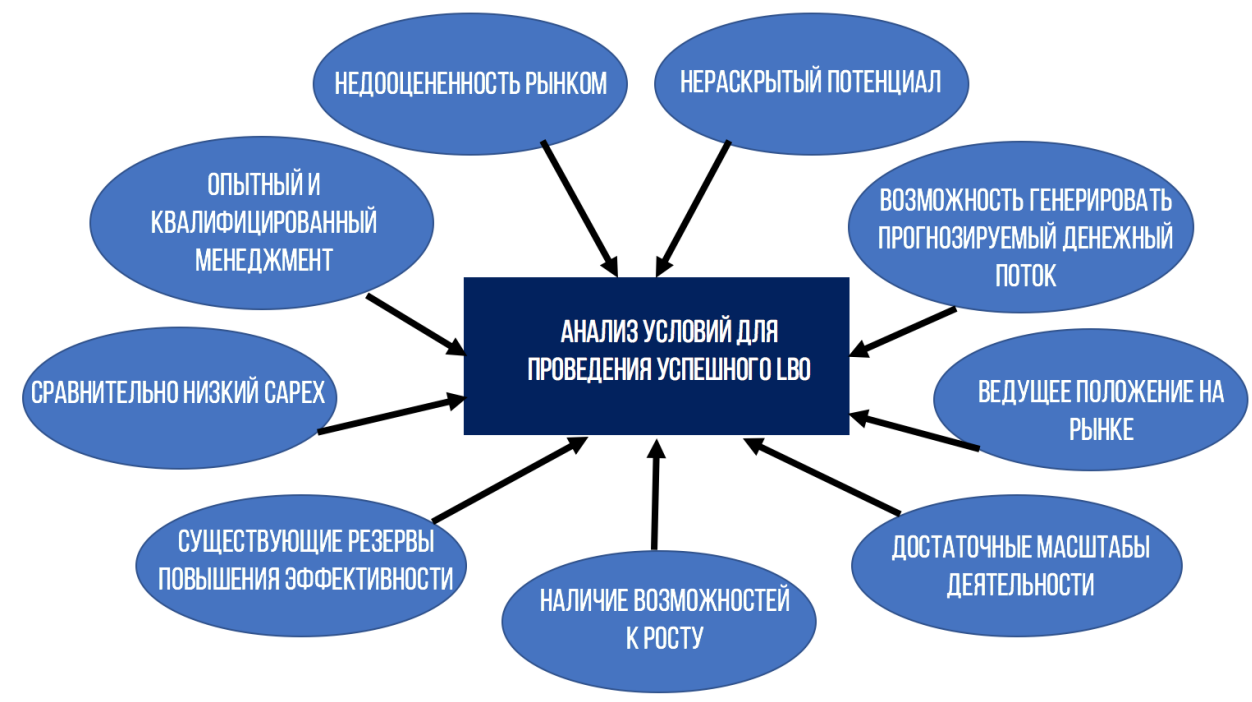 НЕДООЦЕНЕННОСТЬ РЫНКОМ
НЕРАСКРЫТЫЙ ПОТЕНЦИАЛ
ОПЫТНЫЙ И
КВАЛИФИЦИРОВАННЫЙ
МЕНЕДЖМЕНТ
ВОЗМОЖНОСТЬ ГЕНЕРИРОВАТЬ
ПРОГНОЗИРУЕМЫЙ ДЕНЕЖНЫЙ
ПОТОК
АНАЛИЗ УСЛОВИЙ ДЛЯ
ПРОВЕДЕНИЯ УСПЕШНОГО LBO
СРАВНИТЕЛЬНО НИЗКИЙ CAPEX
ВЕДУЩЕЕ ПОЛОЖЕНИЕ НА
РЫНКЕ
СУЩЕСТВУЮЩИЕ РЕЗЕРВЫ
ПОВЫШЕНИЯ ЭФФЕКТИВНОСТИ
НАЛИЧИЕ ВОЗМОЖНОСТЕЙ
К РОСТУ
ДОСТАТОЧНЫЕ МАСШТАБЫ
ДЕЯТЕЛЬНОСТИ